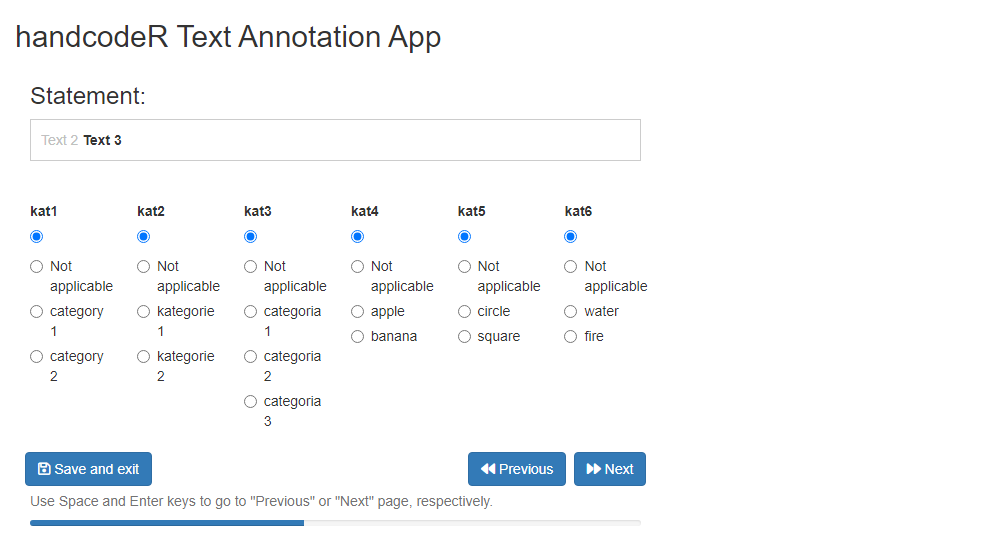 handcodeR Text Annotation App
Statement:
Text 2 Text 3
kat1 kat2 kat3 kat4 kat5 kat6
Not Not Not Not Not Not
applicable applicable applicable applicable applicable applicable
category kategorie categoria apple circle water
1 1 1
banana square fire
category kategorie categoria
2 2 2
categoria
3
Save and exit Previous Next
Use Space and Enter keys to go to "Previous" or "Next" page, respectively.